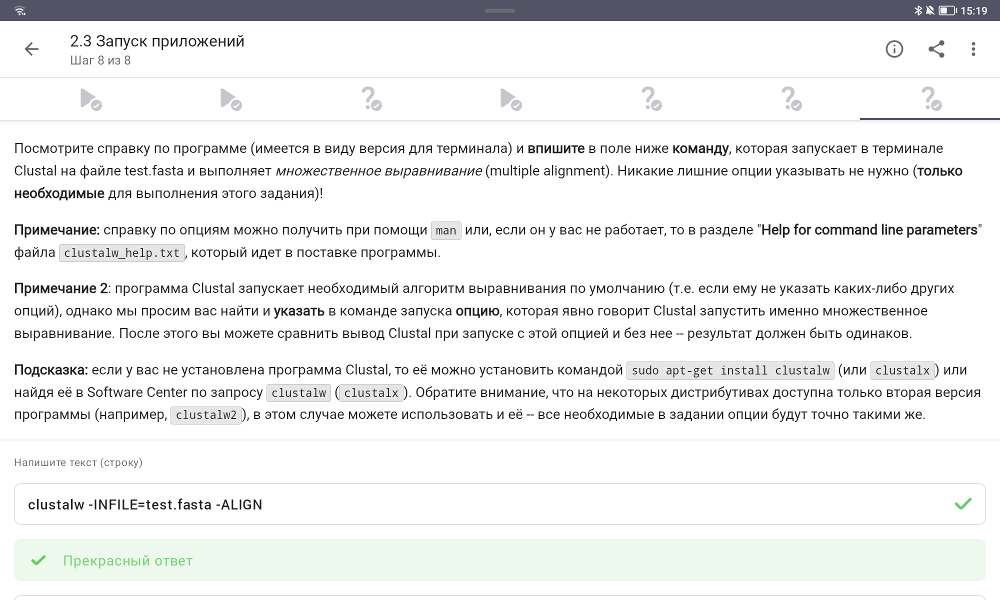 15:19
2.3 Запуск приложений
Шаг 8 из 8
Посмотрите справку по программе (имеется в виду версия для терминала) и впишите в поле ниже команду, которая запускает в терминале
Clustal на файле test.fasta и выполняет множественное выравнивание (multiple alignment). Никакие лишние опции указывать не нужно (только
необходимые для выполнения этого задания)!
Примечание: справку по опциям можно получить при помощи man или, если он у вас не работает, то в разделе "Help for command line parameters"
файла clustalw_help.txt, который идет в поставке программы.
Примечание 2: программа Clustal запускает необходимый алгоритм выравнивания по умолчанию (т.е. если ему не указать каких-либо других
опций), однако мы просим вас найти и указать в команде запуска опцию, которая явно говорит Clustal запустить именно множественное
выравнивание. После этого вы можете сравнить вывод Clustal при запуске с этой опцией и без нее -- результат должен быть одинаков.
Подсказка: если у вас не установлена программа Clustal, то её можно установить командой sudo apt-get install clustalw (или clustalx) или
найдя её в Software Center по запросу clustalw (clustalx). Обратите внимание, что на некоторых дистрибутивах доступна только вторая версия
программы (например, clustalw2), в этом случае можете использовать и её -- все необходимые в задании опции будут точно такими же.
Напишите текст (строку)
clustalw -INFILE=test.fasta -ALIGN
Прекрасный ответ